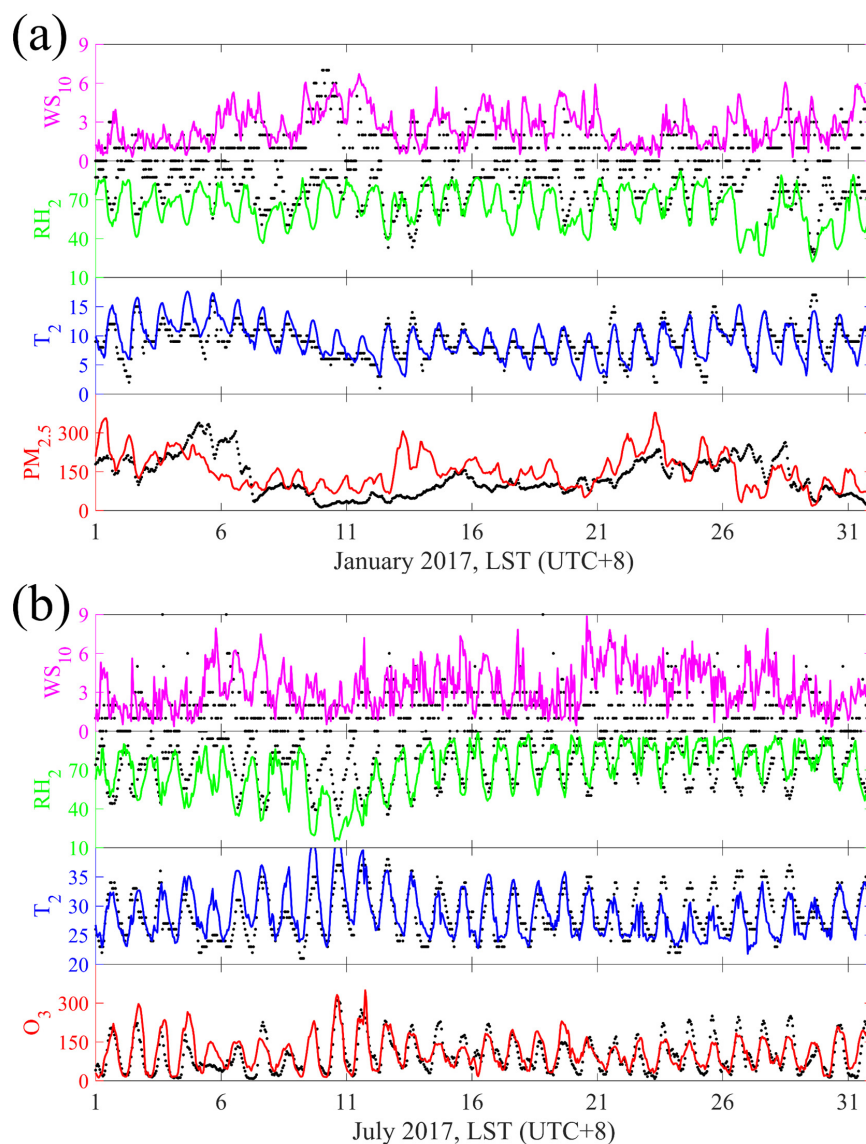 (a)
9
6
3
0
WS10
70
40
10
RH2
15
10
5
0
T2
300
150
0
PM2.5
1 6 11 16 21 26 31
January 2017, LST (UTC+8)
(b)
9
6
3
0
WS10
70
40
10
RH2
35
30
25
20
T2
300
150
0
O3
1 6 11 16 21 26 31
July 2017, LST (UTC+8)